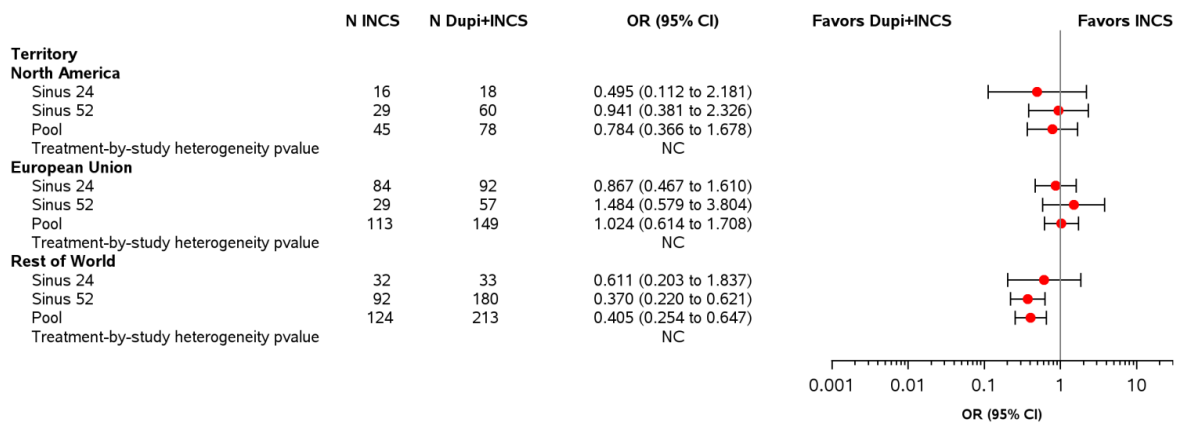 N INCS N Dupi+INCS OR (95% CI) Favors Dupi+INCS Favors INCS
Territory
North America
Sinus 24 16 18 0.495 (0.112 to 2.181)
Sinus 52 29 60 0.941 (0.381 to 2.326)
Pool 45 78 0.784 (0.366 to 1.678)
Treatment-by-study heterogeneity pvalue NC
European Union
Sinus 24 84 92 0.867 (0.467 to 1.610)
Sinus 52 29 57 1.484 (0.579 to 3.804)
Pool 113 149 1.024 (0.614 to 1.708)
Treatment-by-study heterogeneity pvalue NC
Rest of World
Sinus 24 32 33 0.611 (0.203 to 1.837)
Sinus 52 92 180 0.370 (0.220 to 0.621)
Pool 124 213 0.405 (0.254 to 0.647)
Treatment-by-study heterogeneity pvalue NC
0.001 0.01 0.1 1 10
OR (95% CI)